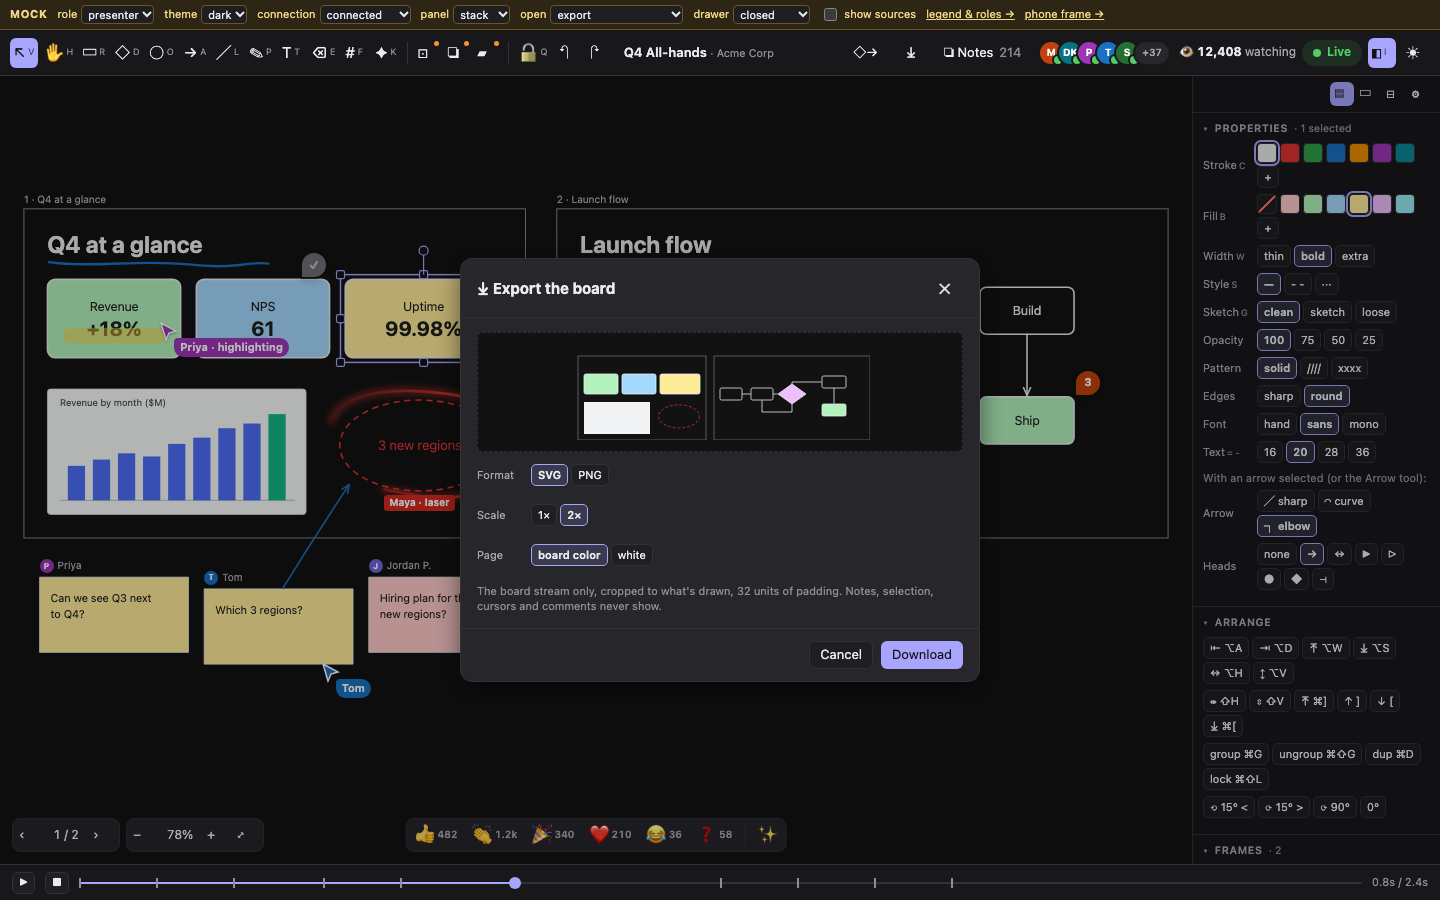 MOCK role presenter theme dark connection connected panel stack open export drawer closed show sources legend & roles → phone frame →
V H R D O A L P T T E # F K Q Q4 All-hands · Acme Corp Notes 214 M DK P T S +37 12,408 watching Live
PROPERTIES · 1 selected
Stroke C
+
Fill B
+
Width W thin bold extra
Style S
Sketch G clean sketch loose
Opacity 100 75 50 25
Pattern solid //// xxxx
Edges sharp round
Font hand sans mono
Text = - 16 20 28 36
With an arrow selected (or the Arrow tool):
Arrow sharp curve
elbow
Heads none
ARRANGE
⇤ ⌥A ⇥ ⌥D ⤒ ⌥W ⤓ ⌥S
↔ ⌥H ↕ ⌥V
⇧H ⇧V ⤒ ⌘] ↑ ] ↓ [
⤓ ⌘[
group ⌘G ungroup ⌘⇧G dup ⌘D
lock ⌘⇧L
⟲ 15° < ⟳ 15° > ⟳ 90° 0°
FRAMES · 2
1 · Q4 at a glance
Q4 at a glance
Revenue
+18%
Priya · highlighting
NPS
61
Uptime
99.98%
Revenue by month ($M)
3 new regions
Maya · laser
2 · Launch flow
Launch flow
Build
3
Ship
P Priya
Can we see Q3 next
to Q4?
T Tom
Which 3 regions?
Tom
J Jordan P.
Hiring plan for th
new regions?
Export the board ✕
Format SVG PNG
Scale 1× 2×
Page board color white
The board stream only, cropped to what's drawn, 32 units of padding. Notes, selection,
cursors and comments never show.
Cancel Download
‹ 1 / 2 › − 78% +
482 1.2k 340 210 36 58
0.8s / 2.4s